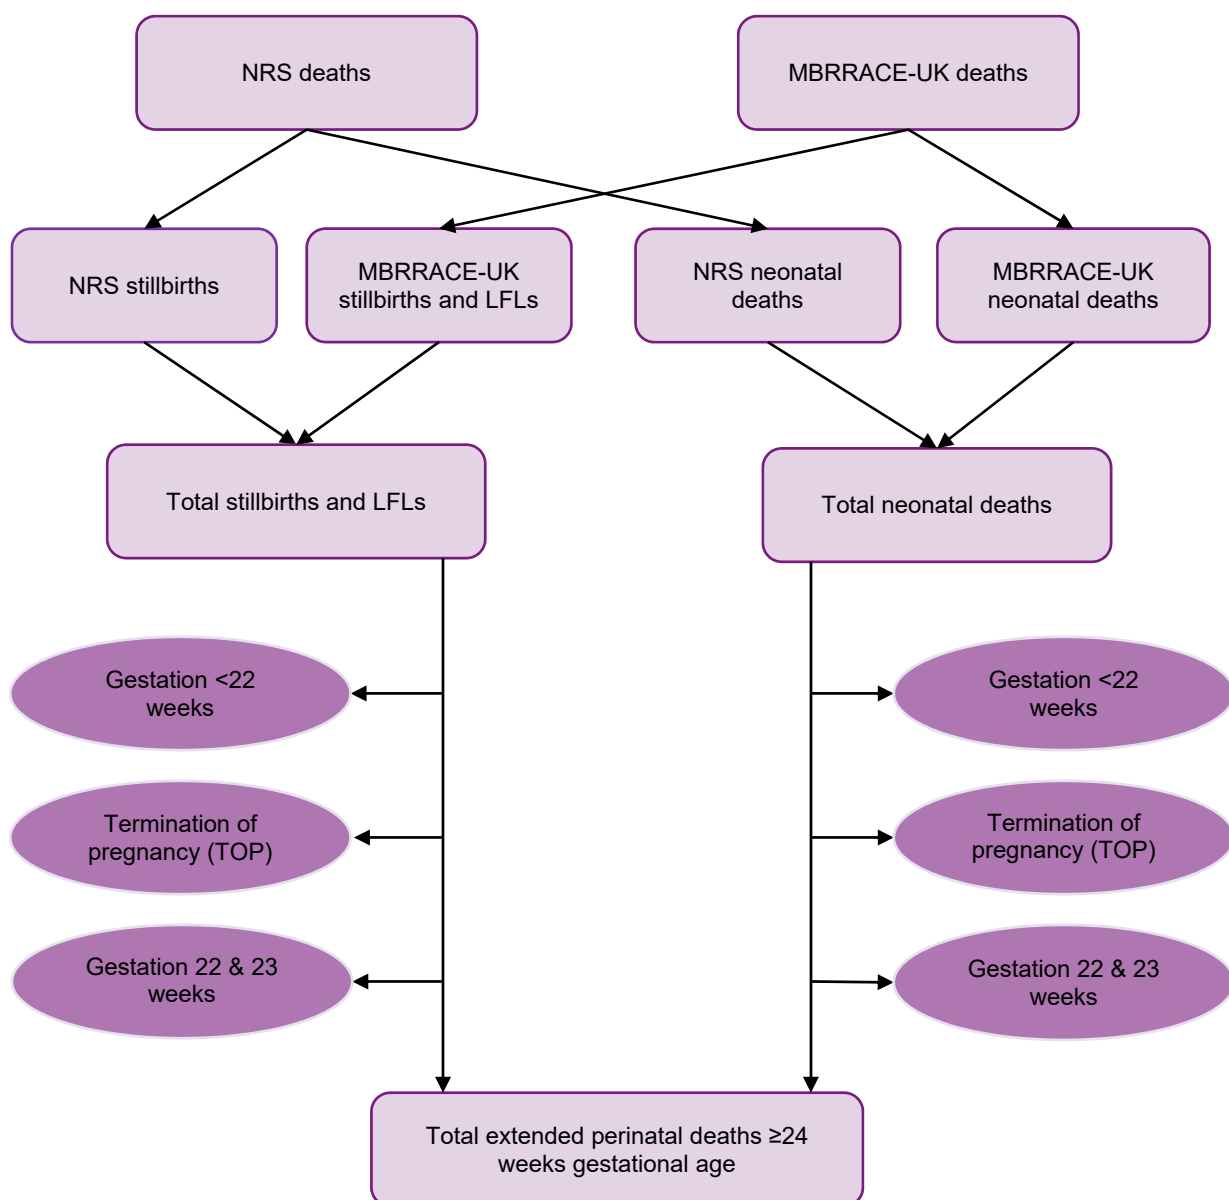 NRS deaths
MBRRACE-UK deaths
NRS stillbirths
MBRRACE-UK
stillbirths and LFLs
NRS neonatal
deaths
MBRRACE-UK
neonatal deaths
Total stillbirths and LFLs
Total neonatal deaths
Gestation <22
weeks
Gestation <22
weeks
Termination of
pregnancy (TOP)
Termination of
pregnancy (TOP)
Gestation 22 & 23
weeks
Gestation 22 & 23
weeks
Total extended perinatal deaths ≥24
weeks gestational age